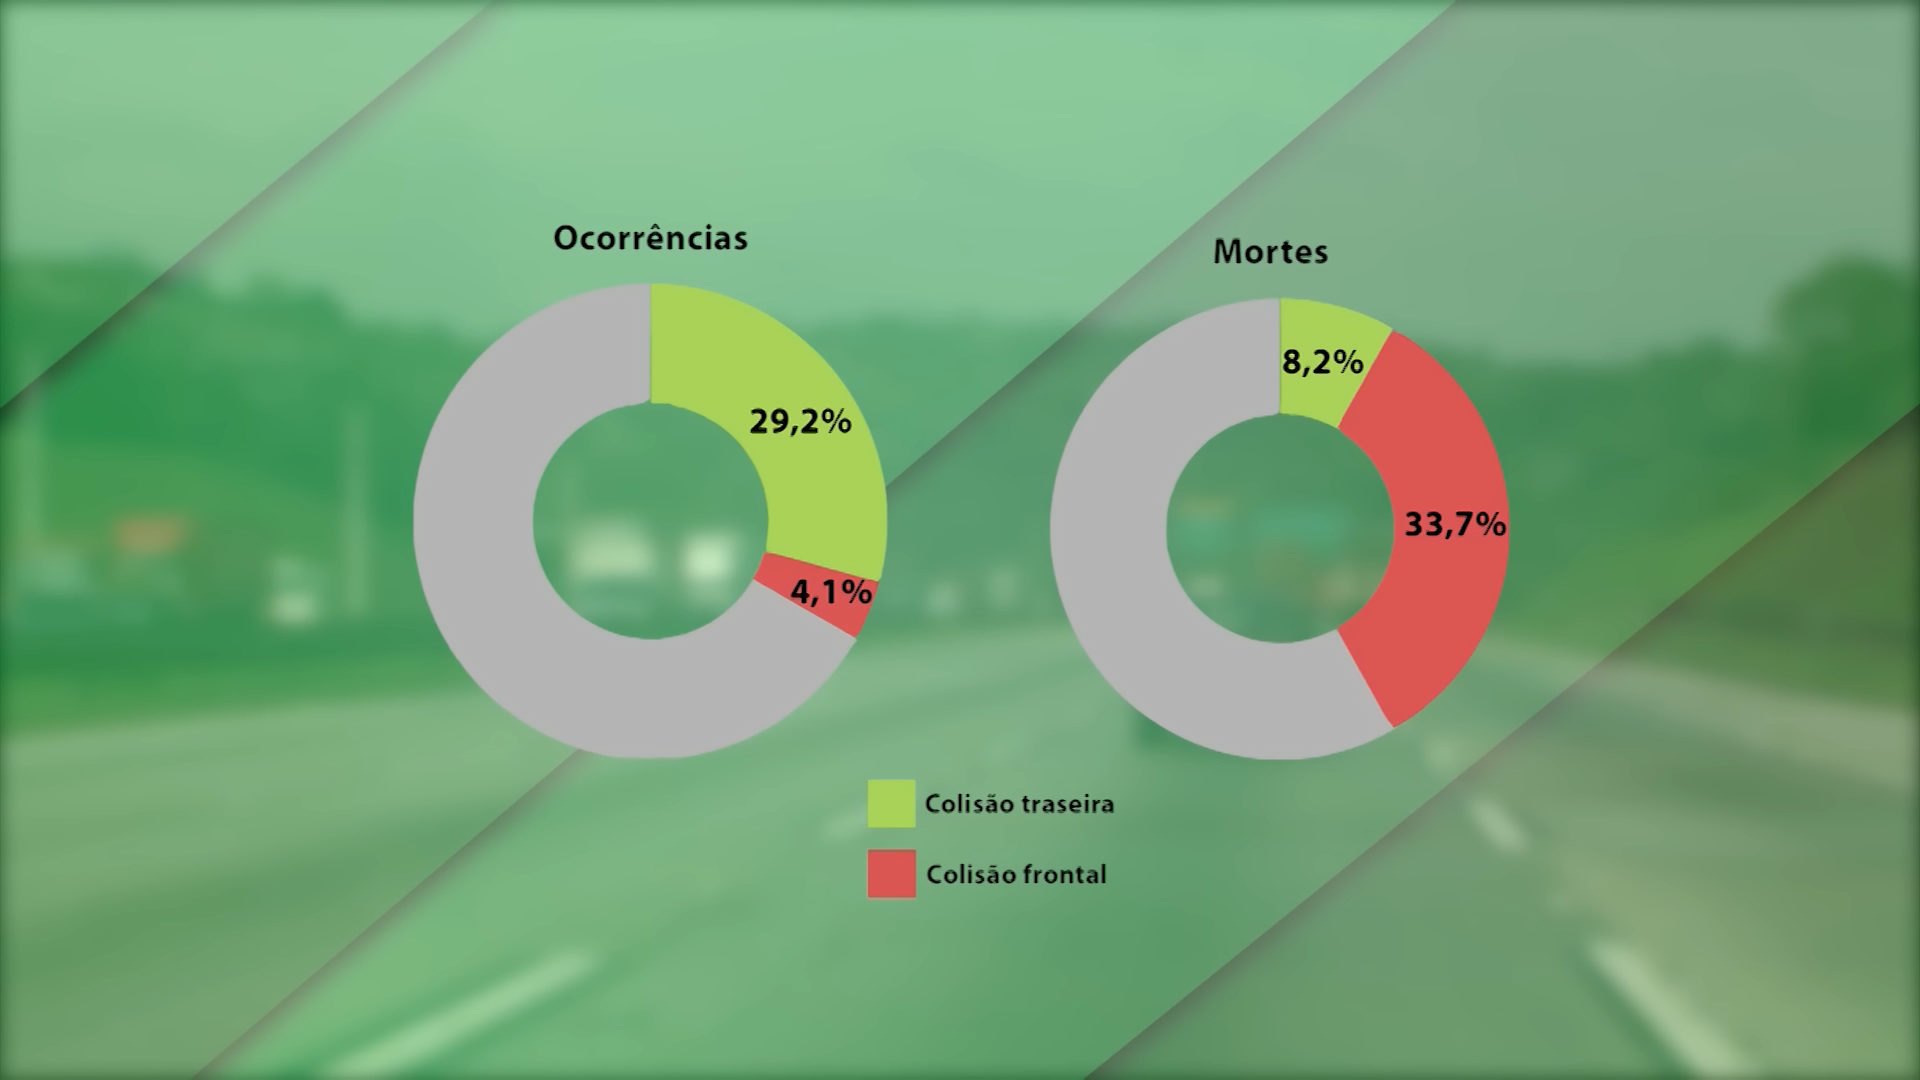 Ocorrências
Mortes
8,2%
29,2%
33,7%
4,1%
Colisão traseira
Colisão frontal